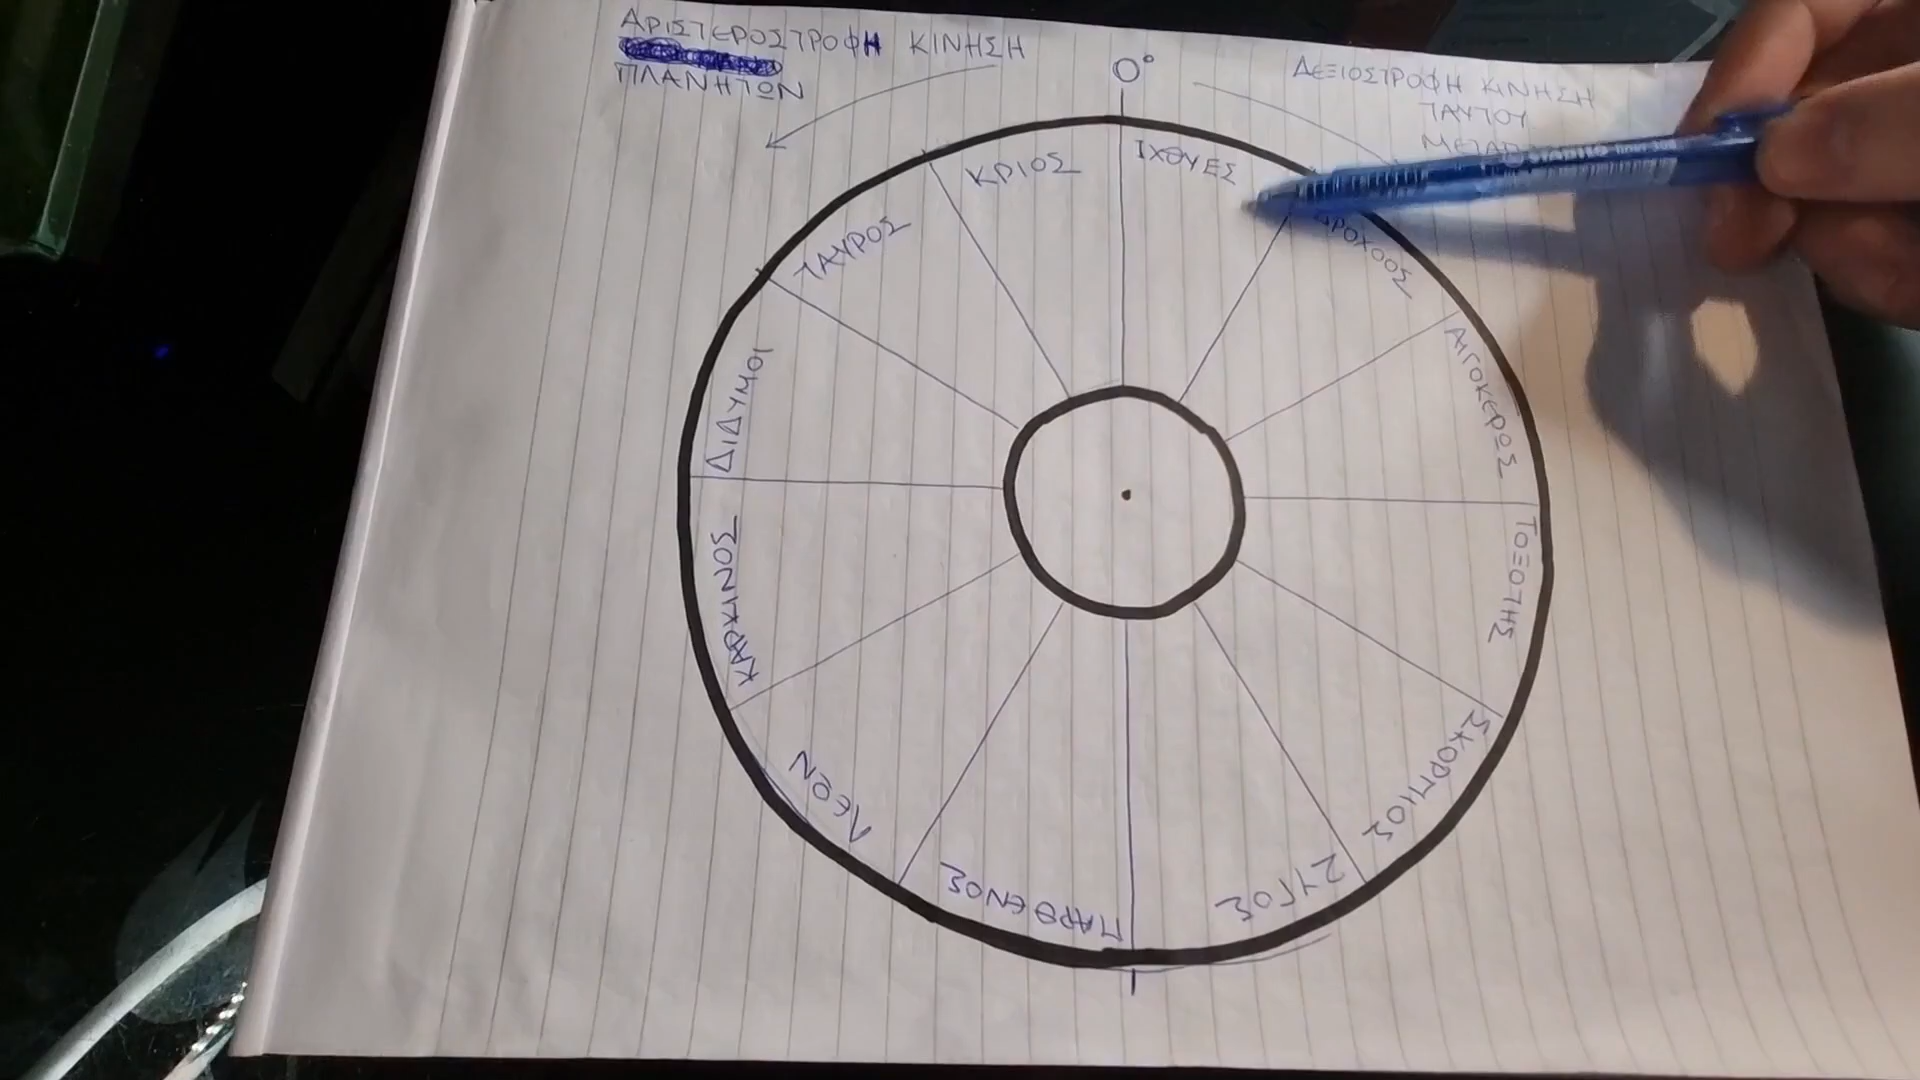 ΑΡΙΣΤΕΡΟΣΤΡΟΦΗ ΚΙΝΗΣΗ
ΠΛΑΝΗΤΩΝ
0°
ΔΕΞΙΟΣΤΡΟΦΗ ΚΙΝΗΣΗ
ΤΑΥΤΟΥ
ΙΧΘΥΕΣ
ΚΡΙΟΣ
ΤΑΥΡΟΣ
ΔΙΔΥΜΟΙ
ΚΑΡΚΙΝΟΣ
ΛΕΩΝ
ΠΑΡΘΕΝΟΣ
ΖΥΓΟΣ
ΣΚΟΡΠΙΟΣ
ΤΟΞΟΤΗΣ
ΑΙΓΟΚΕΡΩΣ